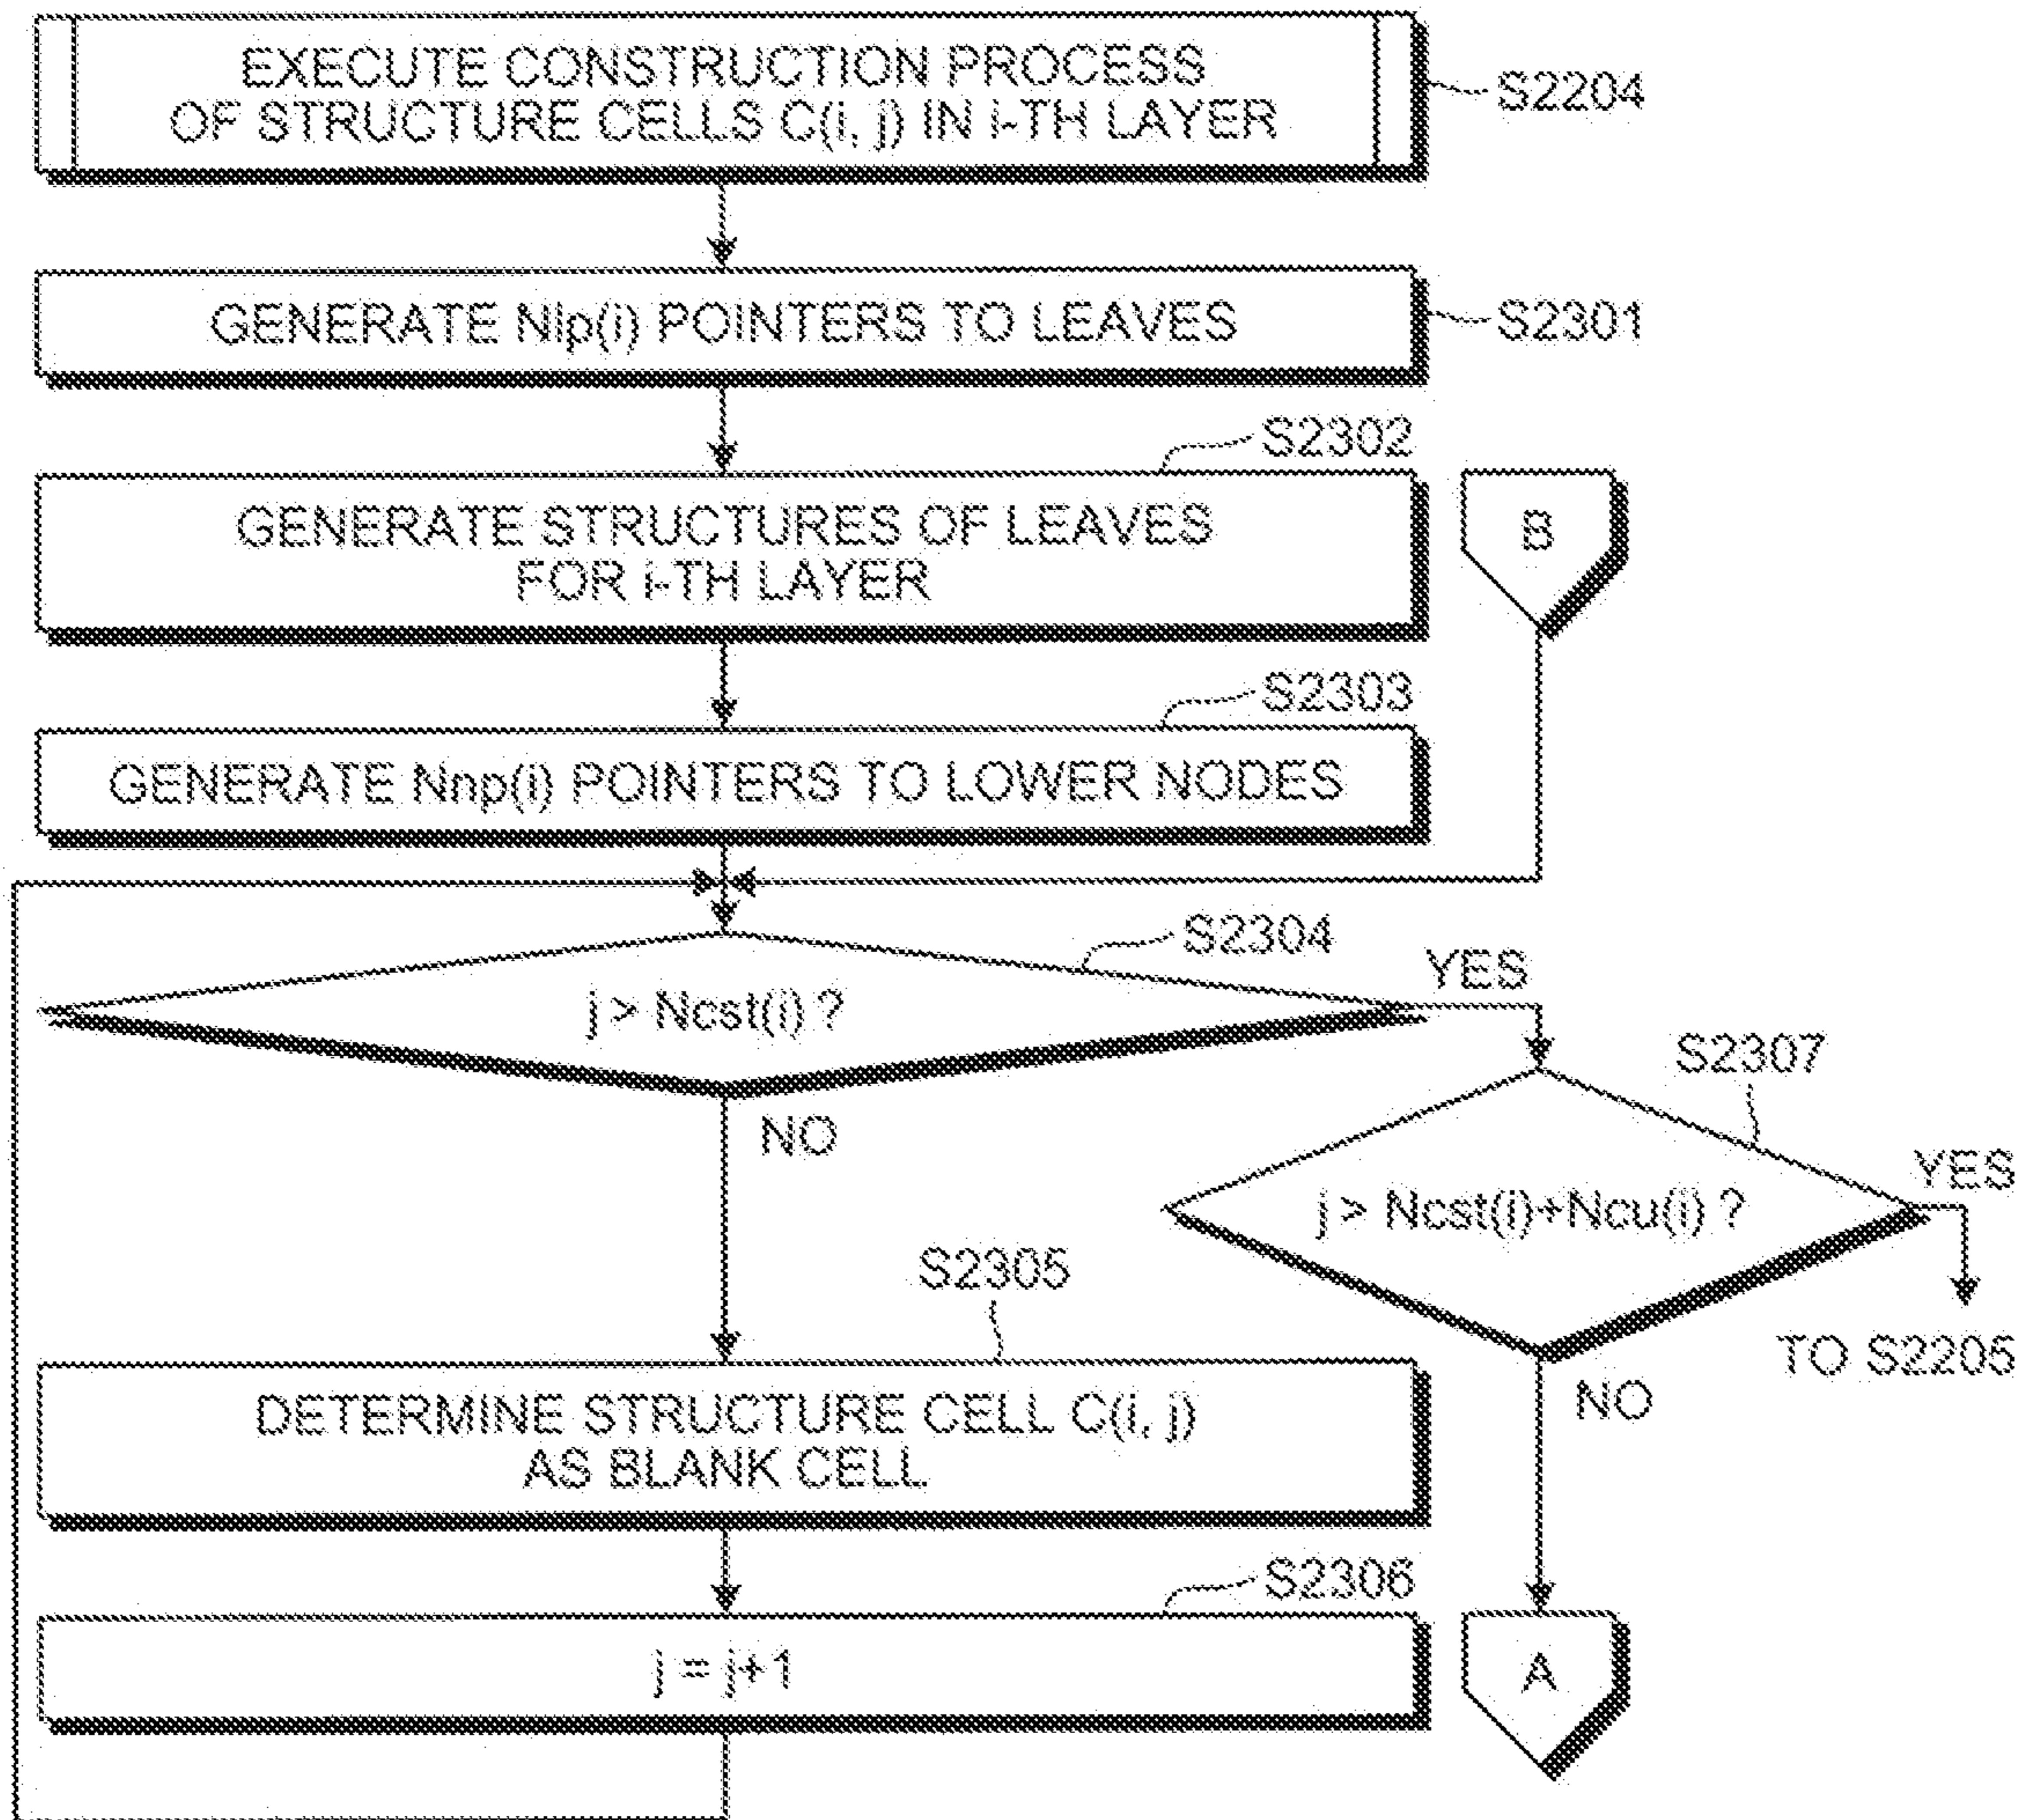 EXECUTE CONSTRUCTION PROCESS
OF STRUCTURE CELLS C(i, j) IN i-TH LAYER
S2204
GENERATE Nlp(i) POINTERS TO LEAVES
S2301
S2302
GENERATE STRUCTURES OF LEAVES
FOR i-TH LAYER
B
S2303
GENERATE Nnp(i) POINTERS TO LOWER NODES
S2304
j > Ncst(i) ?
YES
NO
S2307
j > Ncst(i)+Ncu(i) ?
YES
TO S2205
NO
S2305
DETERMINE STRUCTURE CELL C(i, j)
AS BLANK CELL
S2306
j = j+1
A